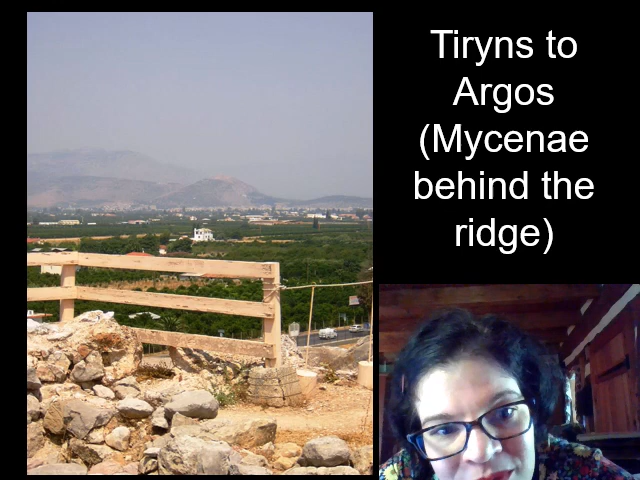 Tiryns to
Argos
(Mycenae
behind the
ridge)